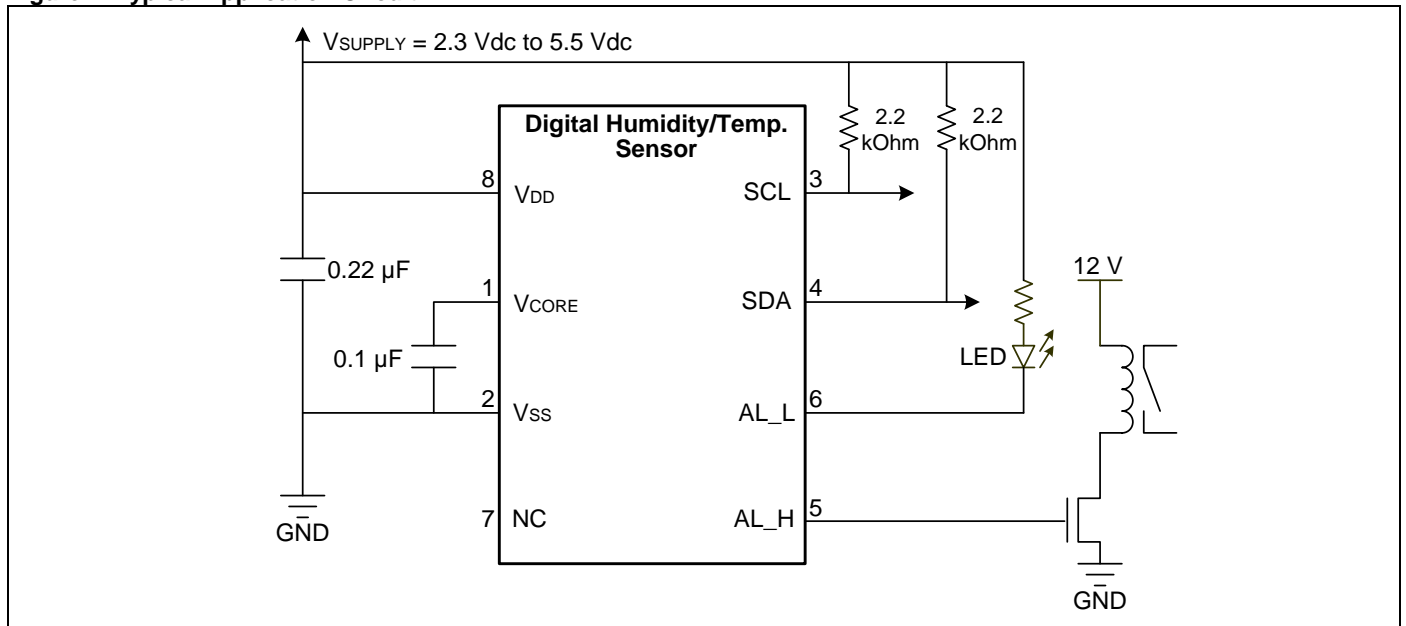 VSUPPLY = 2.3 Vdc to 5.5 Vdc
Digital Humidity/Temp.
Sensor
2.2
kOhm
2.2
kOhm
8
VDD
SCL
3
0.22 µF
1
VCORE
SDA
4
12 V
0.1 µF
LED
2
VSS
AL_L
6
7
NC
AL_H
5
GND
GND